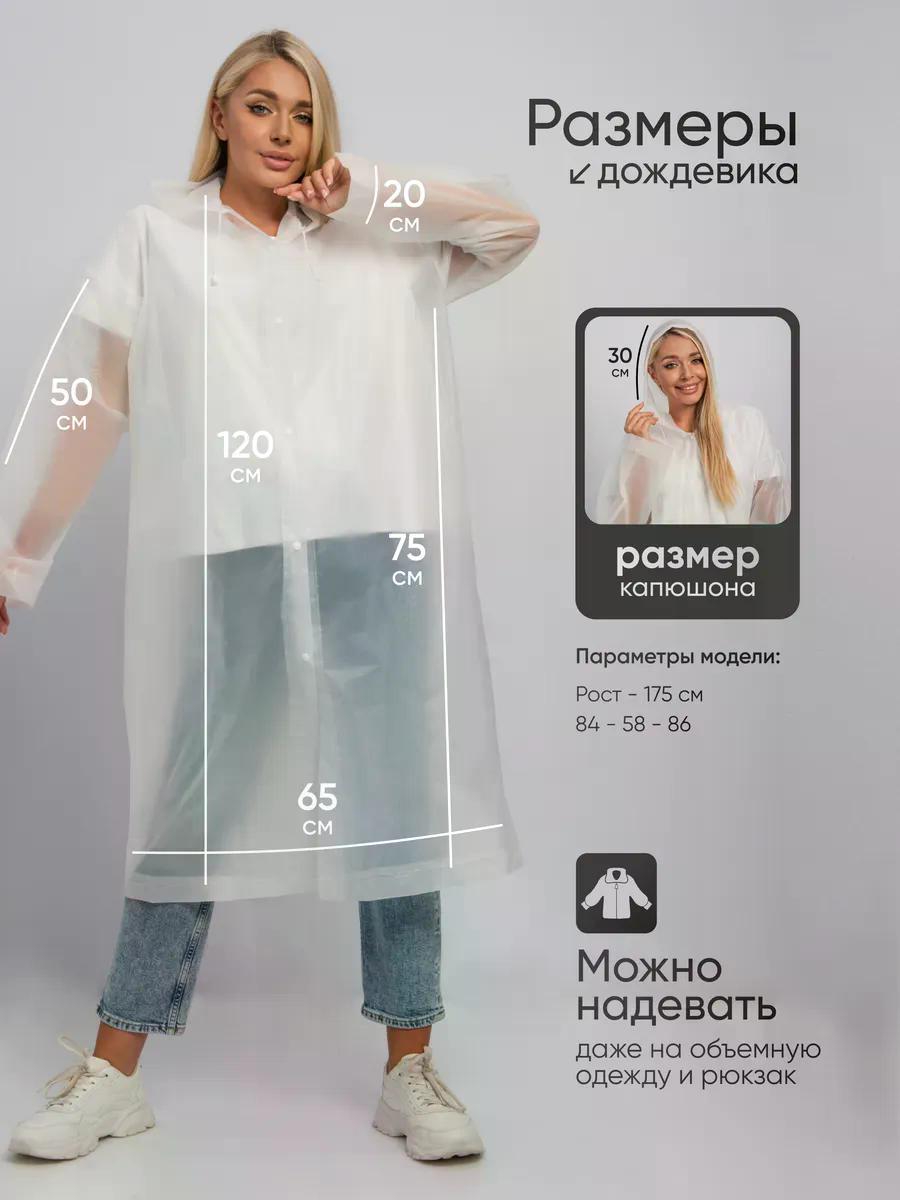 Размеры
↙ дождевика
20
СМ
50
СМ
120
СМ
75
СМ
65
СМ
30
СМ
размер
капюшона
Параметры модели:
Рост - 175 см
84 - 58 - 86
Можно
надевать
даже на объемную
одежду и рюкзак